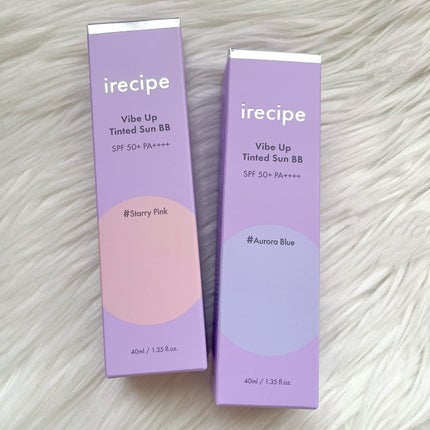 irecipe
Vibe Up
Tinted Sun BB
SPF 50+ PA++++
#Starry Pink
40ml / 1.35 fl.oz.
irecipe
Vibe Up
Tinted Sun BB
SPF 50+ PA++++
#Aurora Blue
40ml / 1.35 fl.oz.